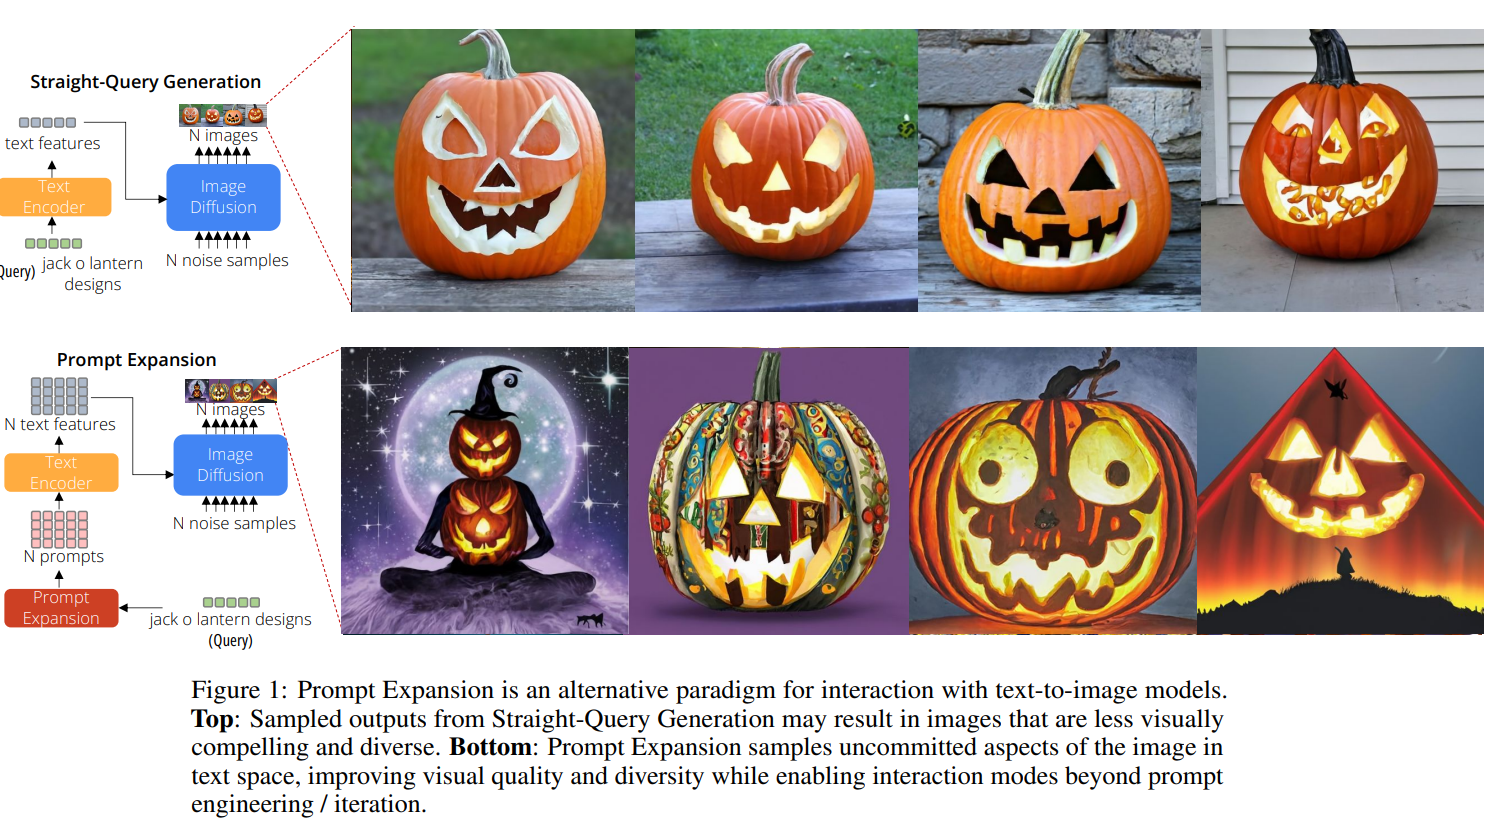 Straight-Query Generation
N images
text features
Text
Encoder
Image
Diffusion
N noise samples
Query)
jack o lantern
designs
Prompt Expansion
N images
N text features
Text
Encoder
Image
Diffusion
N noise samples
N prompts
Prompt
Expansion
jack o lantern designs
(Query)
Figure 1: Prompt Expansion is an alternative paradigm for interaction with text-to-image models.
Top: Sampled outputs from Straight-Query Generation may result in images that are less visually
compelling and diverse. Bottom: Prompt Expansion samples uncommitted aspects of the image in
text space, improving visual quality and diversity while enabling interaction modes beyond prompt
engineering / iteration.